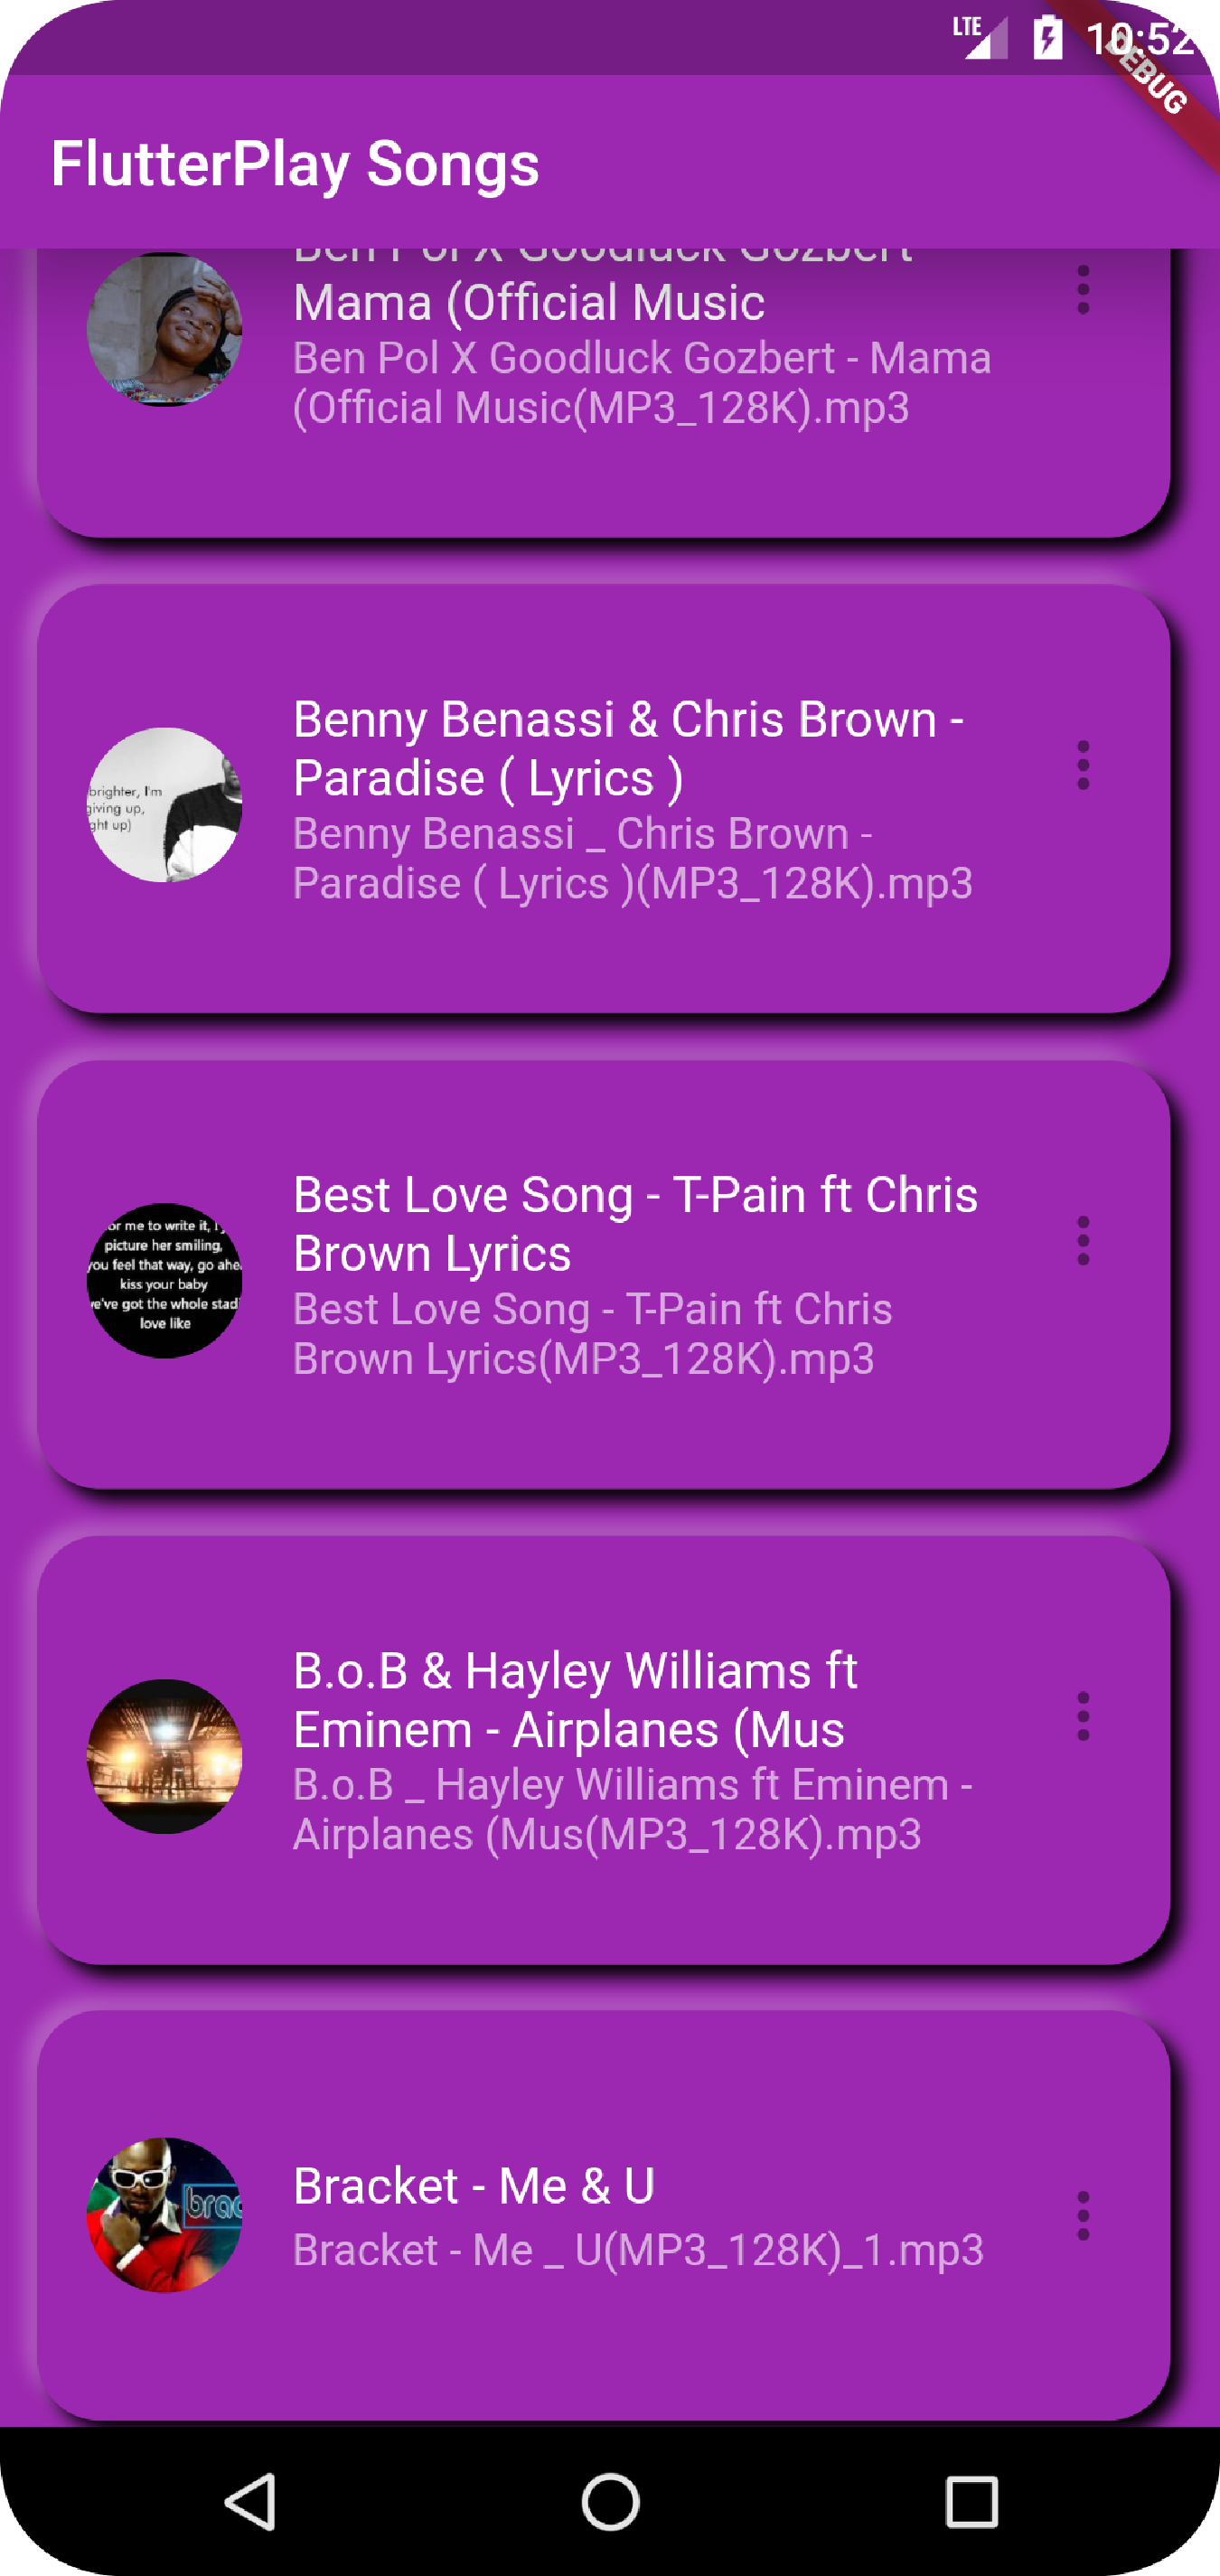 LTE 10:52
DEBUG
FlutterPlay Songs
Ben Pol X Goodluck Gozbert
Mama (Official Music
Ben Pol X Goodluck Gozbert - Mama
(Official Music(MP3_128K).mp3
Benny Benassi & Chris Brown -
Paradise ( Lyrics )
brighter, I'm
giving up,
ght up)
Benny Benassi _ Chris Brown -
Paradise ( Lyrics )(MP3_128K).mp3
Best Love Song - T-Pain ft Chris
Brown Lyrics
or me to write it, I
picture her smiling,
you feel that way, go ahe
kiss your baby
we've got the whole stad
love like
Best Love Song - T-Pain ft Chris
Brown Lyrics(MP3_128K).mp3
B.o.B & Hayley Williams ft
Eminem - Airplanes (Mus
B.o.B _ Hayley Williams ft Eminem -
Airplanes (Mus(MP3_128K).mp3
Bracket - Me & U
brac
Bracket - Me _ U(MP3_128K)_1.mp3